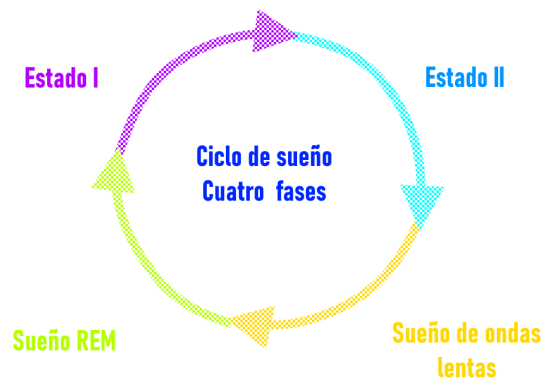 Estado I
Estado II
Ciclo de sueño
Cuatro fases
Sueño REM
Sueño de ondas
lentas